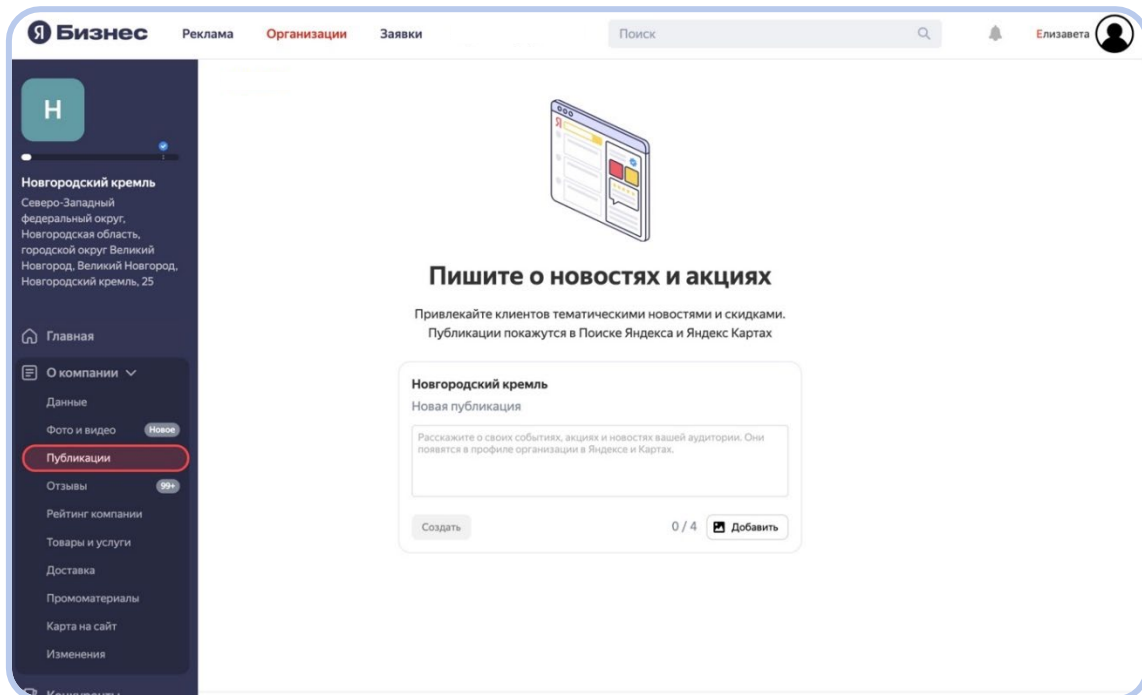 Я Бизнес
Реклама
Организации
Заявки
Поиск
Елизавета
Н
Новгородский кремль
Северо-Западный
федеральный округ,
Новгородская область,
городской округ Великий
Новгород, Великий Новгород,
Новгородский кремль, 25
Главная
О компании
Данные
Фото и видео Новое
Публикации
Отзывы 99+
Рейтинг компании
Товары и услуги
Доставка
Промоматериалы
Карта на сайт
Изменения
Конкуренты
Я
Пишите о новостях и акциях
Привлекайте клиентов тематическими новостями и скидками.
Публикации покажутся в Поиске Яндекса и Яндекс Картах
Новгородский кремль
Новая публикация
Расскажите о своих событиях, акциях и новостях вашей аудитории. Они
появятся в профиле организации в Яндексе и Картах.
Создать
0 / 4
Добавить